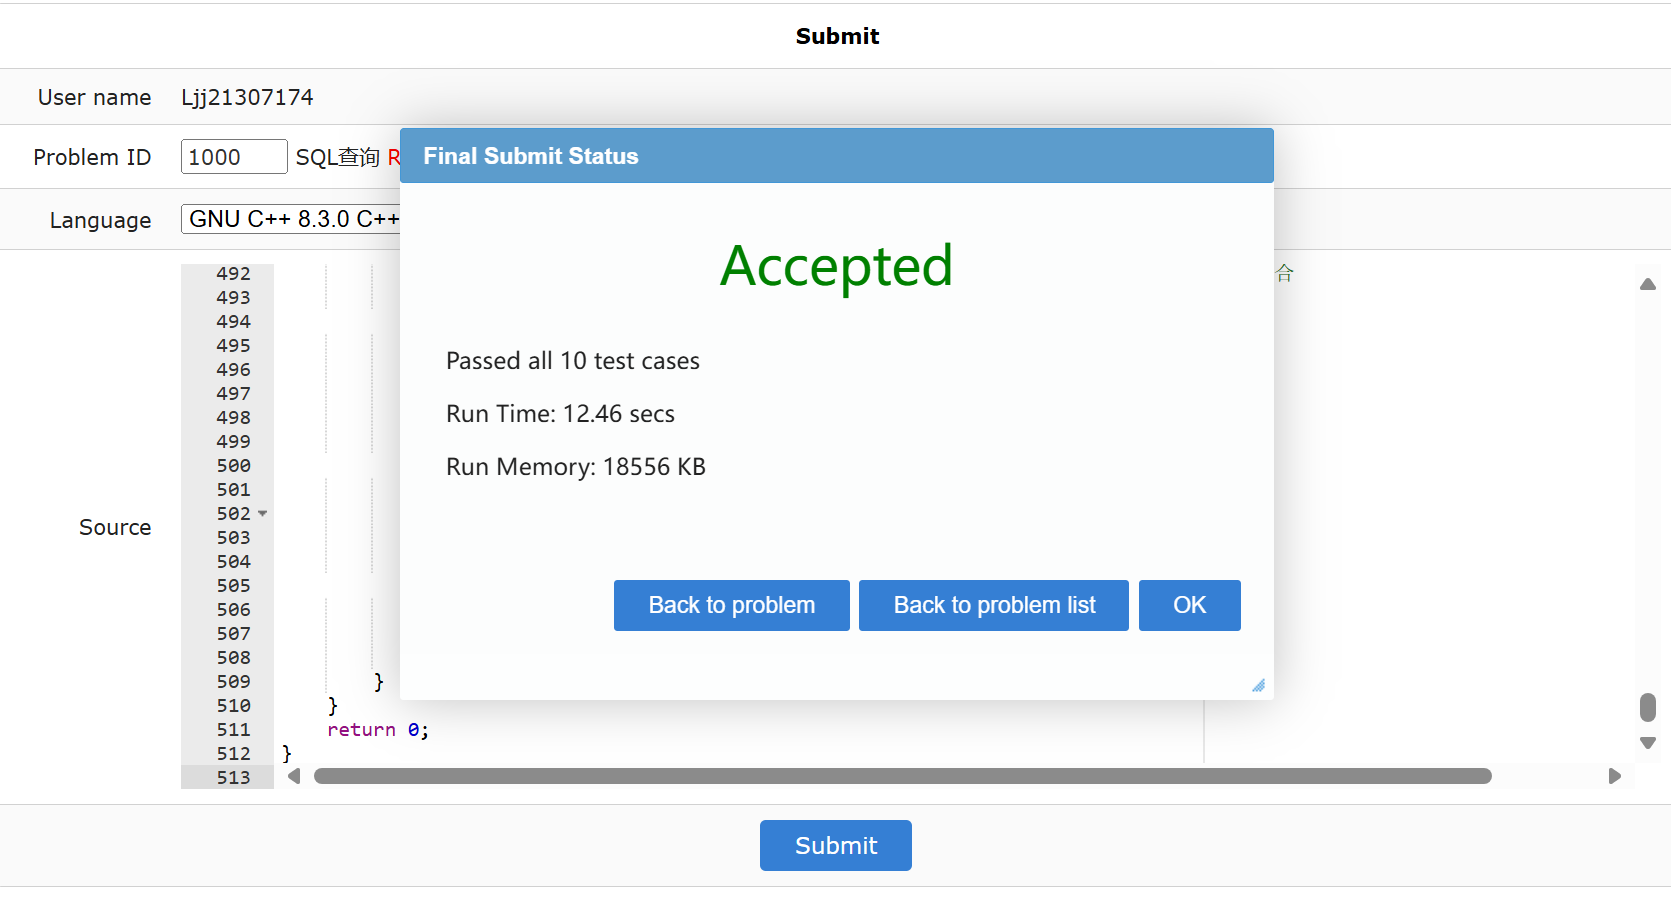 Submit
User name Ljj21307174
Problem ID 1000 SQL查询 R
Language GNU C++ 8.3.0 C++
Final Submit Status
Accepted
Passed all 10 test cases
Run Time: 12.46 secs
Run Memory: 18556 KB
Back to problem Back to problem list OK
Source
492 合
493
494
495
496
497
498
499
500
501
502
503
504
505
506
507
508
509 }
510 }
511 return 0;
512 }
513
Submit